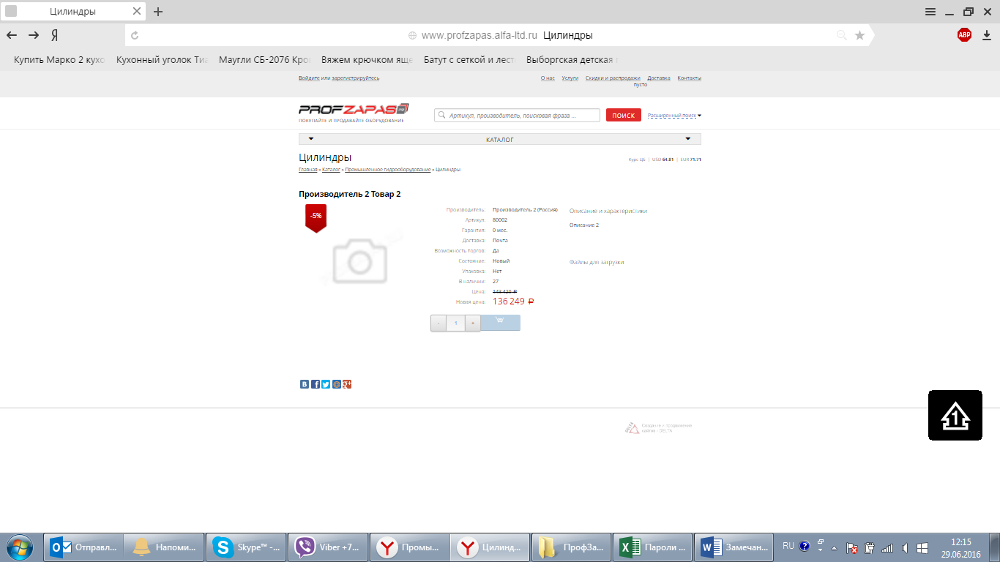 Цилиндры
www.profzapas.alfa-ltd.ru Цилиндры
ABP
Купить Марко 2 кухо
Кухонный уголок Тиа
Маугли СБ-2076 Кро
Вяжем крючком яще
Батут с сеткой и лест
Выборгская детская
Войдите или зарегистрируйтесь
О нас Услуги Скидки и распродажи Доставка Контакты
пусто
PROFZAPAS
ПОКУПАЙТЕ И ПРОДАВАЙТЕ ОБОРУДОВАНИЕ
Артикул, производитель, поисковая фраза ...
ПОИСК
Расширенный поиск
КАТАЛОГ
Цилиндры
Курс ЦБ | USD 64.81 | EUR 71.71
Главная » Каталог » Промышленное гидрооборудование » Цилиндры
Производитель 2 Товар 2
-5%
Производитель: Производитель 2 (Россия)
Артикул: 80002
Гарантия: 0 мес.
Доставка: Почта
Возможность торгов: Да
Состояние: Новый
Упаковка: Нет
В наличии: 27
Цена: 143 420 ₽
Новая цена: 136 249 ₽
Описание и характеристики
Описание 2
Файлы для загрузки
- 1 +
Создание и продвижение
сайтов - DELTA
1
Отправл...
Напоми...
Skype™ -...
Viber +7...
Промы...
Цилинд...
ПрофЗа...
Пароли ...
Замечан...
RU
12:15
29.06.2016